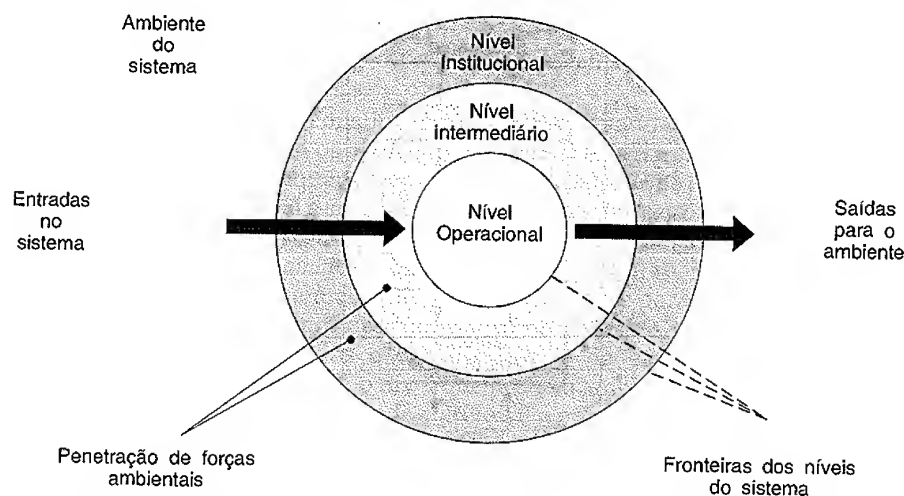 Ambiente
do
sistema
Nível
Institucional
Nível
intermediário
Entradas
no
sistema
Nível
Operacional
Saídas
para o
ambiente
Penetração de forças
ambientais
Fronteiras dos níveis
do sistema